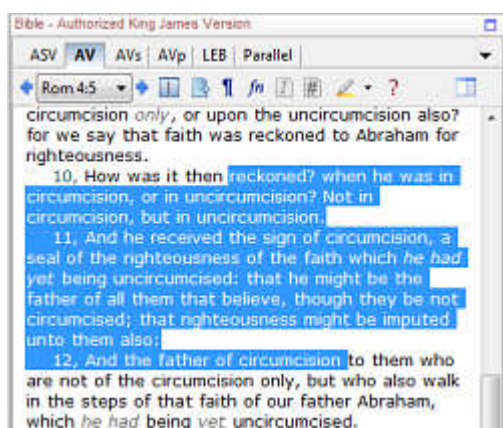 Bible - Authorized King James Version
ASV AV AVs AVp LEB Parallel
Rom 4:5 ¶ fn # ?
circumcision only, or upon the uncircumcision also?
for we say that faith was reckoned to Abraham for
righteousness.
10, How was it then reckoned? when he was in
circumcision, or in uncircumcision? Not in
circumcision, but in uncircumcision.
11, And he received the sign of circumcision, a
seal of the righteousness of the faith which he had
yet being uncircumcised: that he might be the
father of all them that believe, though they be not
circumcised; that righteousness might be imputed
unto them also:
12, And the father of circumcision to them who
are not of the circumcision only, but who also walk
in the steps of that faith of our father Abraham,
which he had being yet uncircumcised.